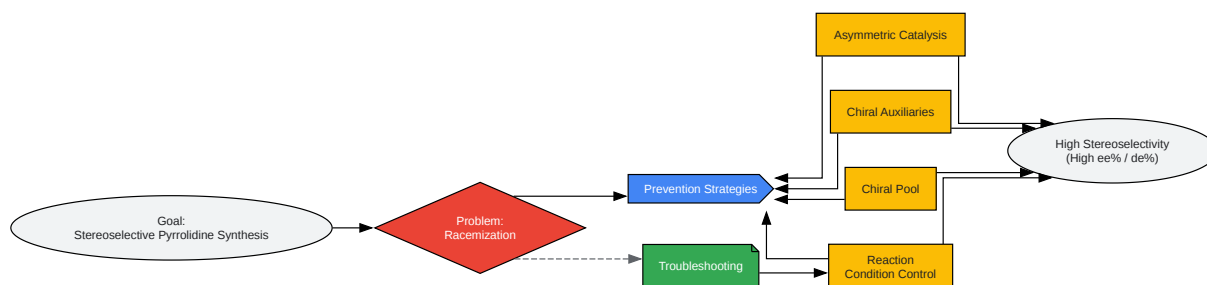 Goal:
Stereoselective Pyrrolidine Synthesis
Problem:
Racemization
Prevention Strategies
Troubleshooting
Asymmetric Catalysis
Chiral Auxiliaries
Chiral Pool
Reaction
Condition Control
High Stereoselectivity
(High ee% / de%)